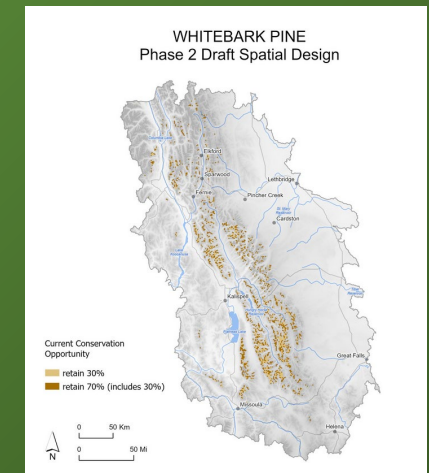 WHITEBARK PINE
Phase 2 Draft Spatial Design
Elkford
Sparwood
Fernie
Lethbridge
Pincher Creek
Cardston
Kalispell
Great Falls
Missoula
Helena
Current Conservation
Opportunity
retain 30%
retain 70% (includes 30%)
0 50 Km
0 50 Mi
N